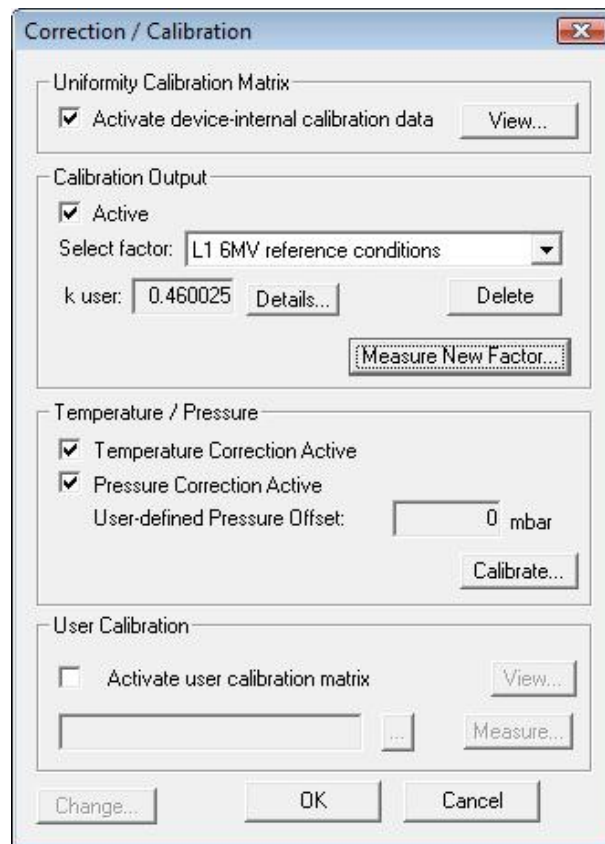 Correction / Calibration
Uniformity Calibration Matrix
Activate device-internal calibration data View...
Calibration Output
Active
Select factor: L1 6MV reference conditions
k user: 0.460025 Details... Delete
Measure New Factor...
Temperature / Pressure
Temperature Correction Active
Pressure Correction Active
User-defined Pressure Offset: 0 mbar
Calibrate...
User Calibration
Activate user calibration matrix View...
... Measure...
Change... OK Cancel